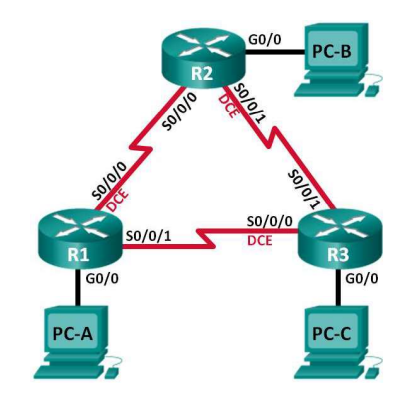 G0/0
PC-B
R2
S0/0/0
DCE
S0/0/1
S0/0/0
DCE
S0/0/1
S0/0/1
S0/0/0
DCE
R1
R3
G0/0
G0/0
PC-A
PC-C